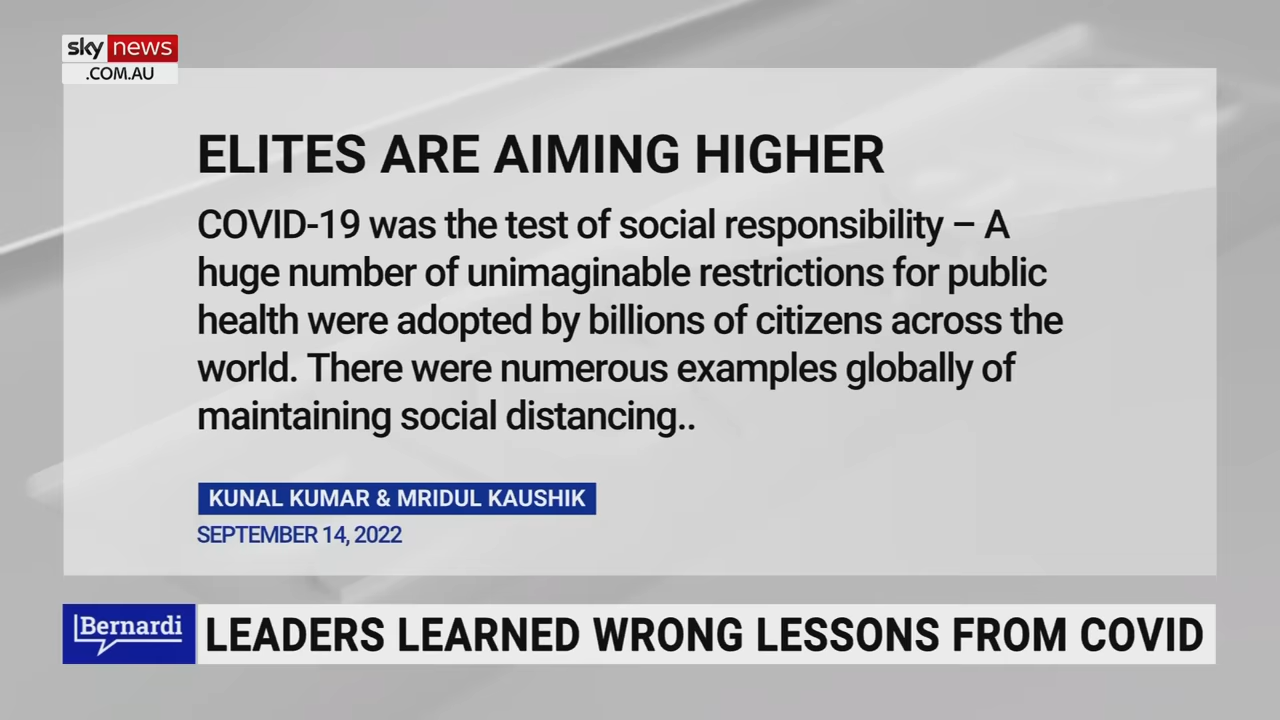 sky news
.COM.AU
ELITES ARE AIMING HIGHER
COVID-19 was the test of social responsibility – A
huge number of unimaginable restrictions for public
health were adopted by billions of citizens across the
world. There were numerous examples globally of
maintaining social distancing..
KUNAL KUMAR & MRIDUL KAUSHIK
SEPTEMBER 14, 2022
Bernardi
LEADERS LEARNED WRONG LESSONS FROM COVID